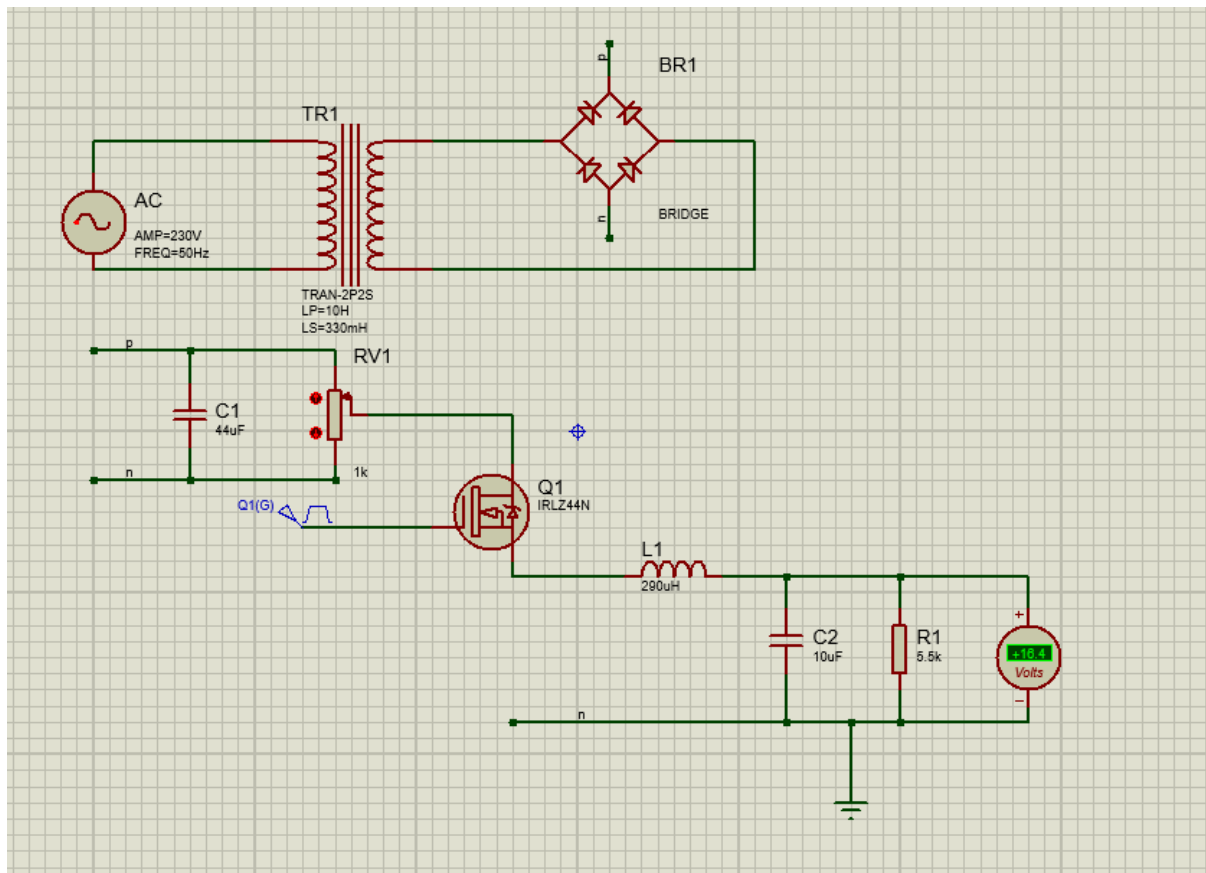 p
BR1
TR1
AC
AMP=230V
FREQ=50Hz
n
BRIDGE
TRAN-2P2S
LP=10H
LS=330mH
p
RV1
C1
44uF
n
1k
Q1(G)
Q1
IRLZ44N
L1
290uH
C2
10uF
R1
5.5k
+
+16.4
Volts
−
n